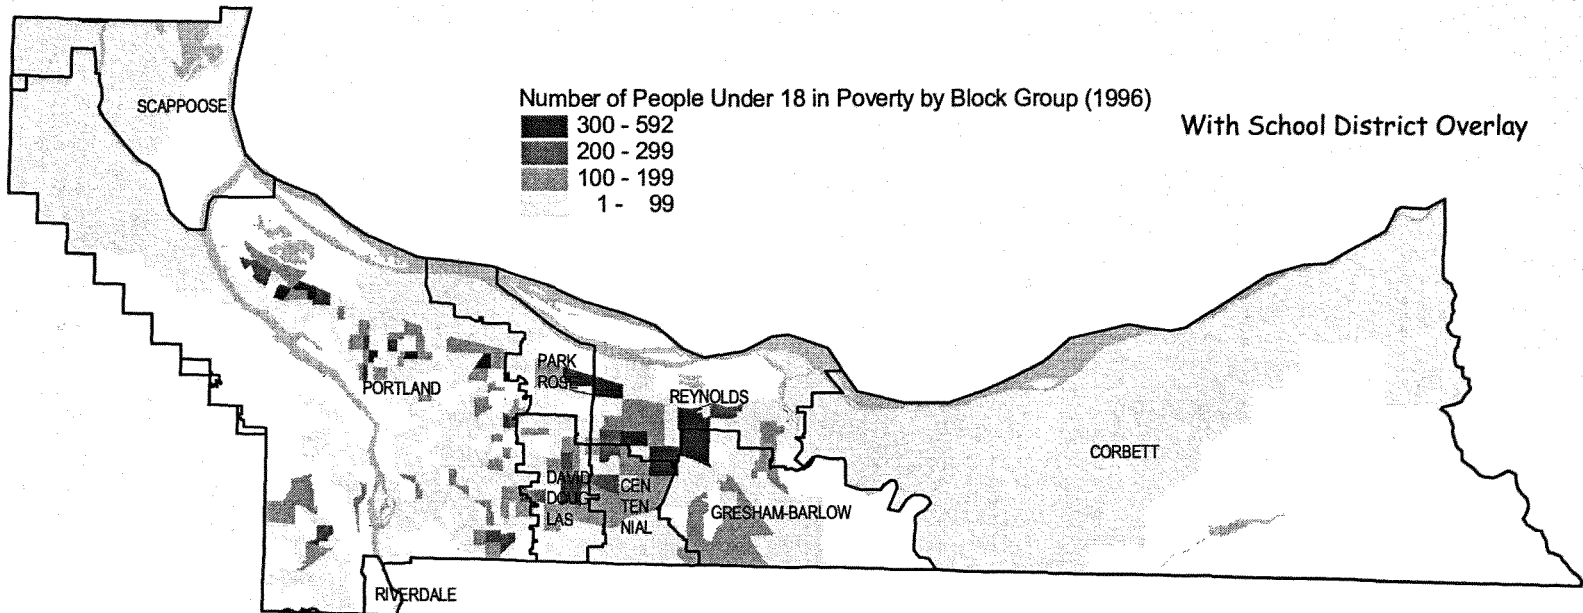 SCAPPOOSE
Number of People Under 18 in Poverty by Block Group (1996)
300 - 592
200 - 299
100 - 199
1 - 99
With School District Overlay
PARK
ROSE
PORTLAND
REYNOLDS
CORBETT
DAVID
DOUG
LAS
CEN
TEN
NIAL
GRESHAM-BARLOW
RIVERDALE